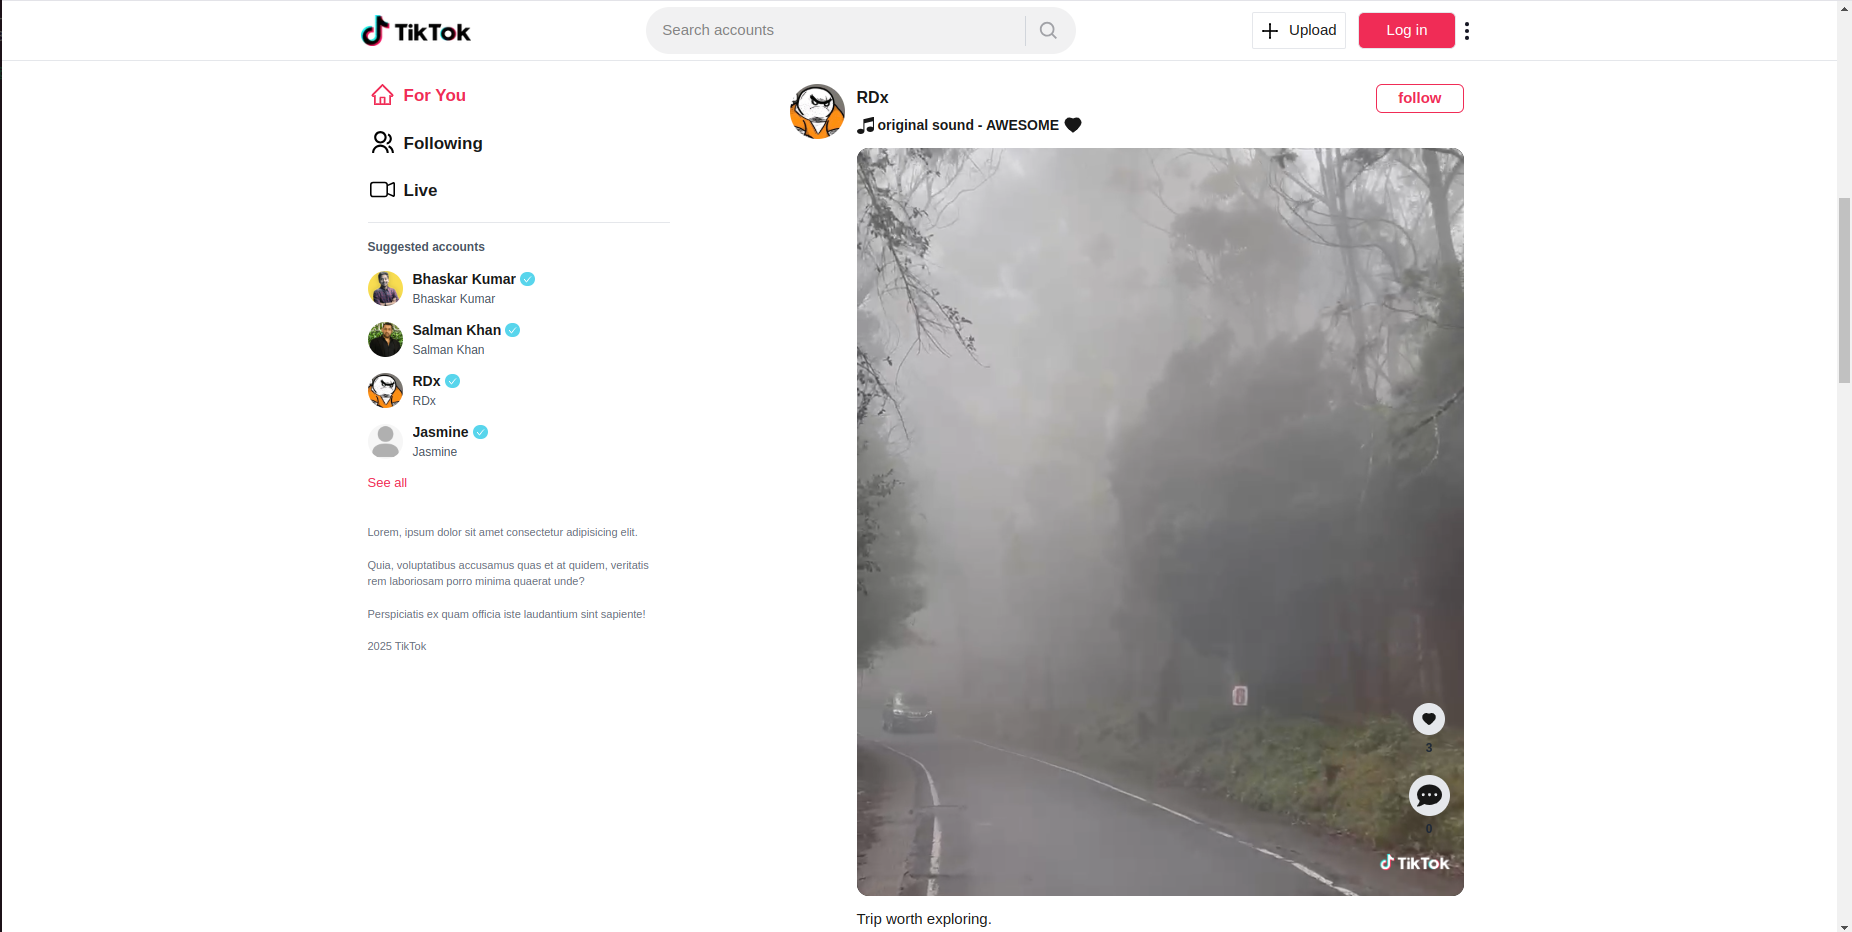 TikTok
Search accounts
Upload
Log in
For You
Following
Live
Suggested accounts
Bhaskar Kumar
Bhaskar Kumar
Salman Khan
Salman Khan
RDx
RDx
Jasmine
Jasmine
See all
Lorem, ipsum dolor sit amet consectetur adipisicing elit.
Quia, voluptatibus accusamus quas et at quidem, veritatis
rem laboriosam porro minima quaerat unde?
Perspiciatis ex quam officia iste laudantium sint sapiente!
2025 TikTok
RDx
follow
original sound - AWESOME 🖤
3
0
TikTok
Trip worth exploring.